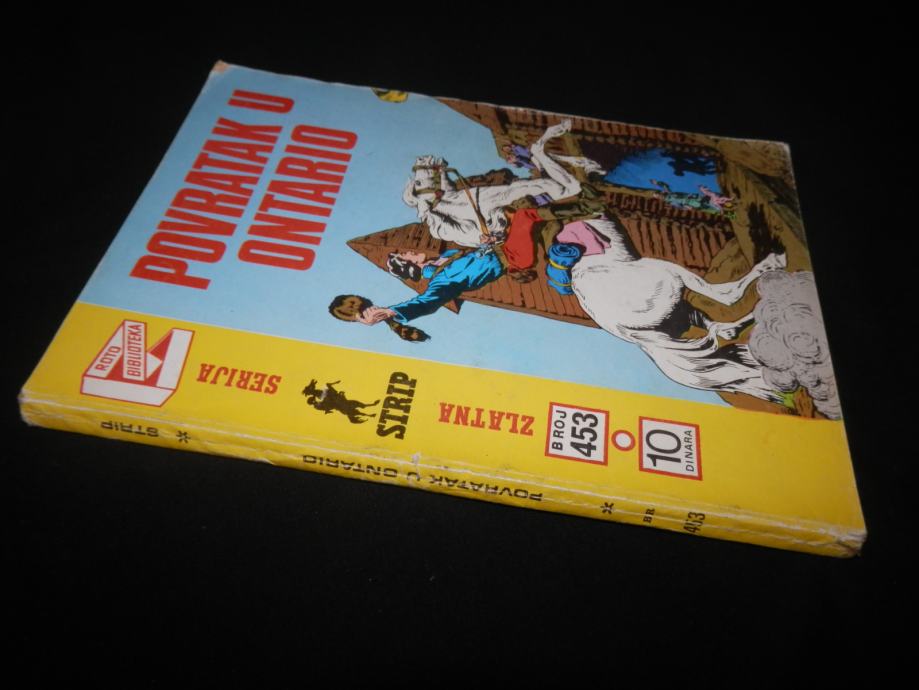 POVRATAK U
ONTARIO
ROTO
BIBLIOTEKA
ZLATNA
STRIP
SERIJA
BROJ
453
10
DINARA
STRIP * POVRATAK U ONTARIO * BR 453